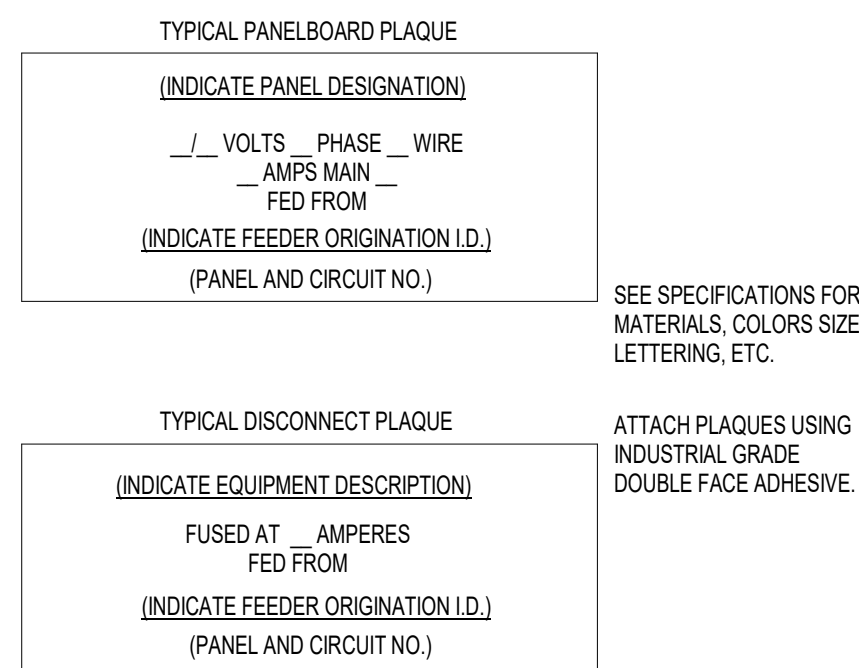 TYPICAL PANELBOARD PLAQUE
(INDICATE PANEL DESIGNATION)
__/__ VOLTS __ PHASE __ WIRE
__ AMPS MAIN __
FED FROM
(INDICATE FEEDER ORIGINATION I.D.)
(PANEL AND CIRCUIT NO.)
SEE SPECIFICATIONS FOR
MATERIALS, COLORS SIZE
LETTERING, ETC.
TYPICAL DISCONNECT PLAQUE
(INDICATE EQUIPMENT DESCRIPTION)
FUSED AT __ AMPERES
FED FROM
(INDICATE FEEDER ORIGINATION I.D.)
(PANEL AND CIRCUIT NO.)
ATTACH PLAQUES USING
INDUSTRIAL GRADE
DOUBLE FACE ADHESIVE.